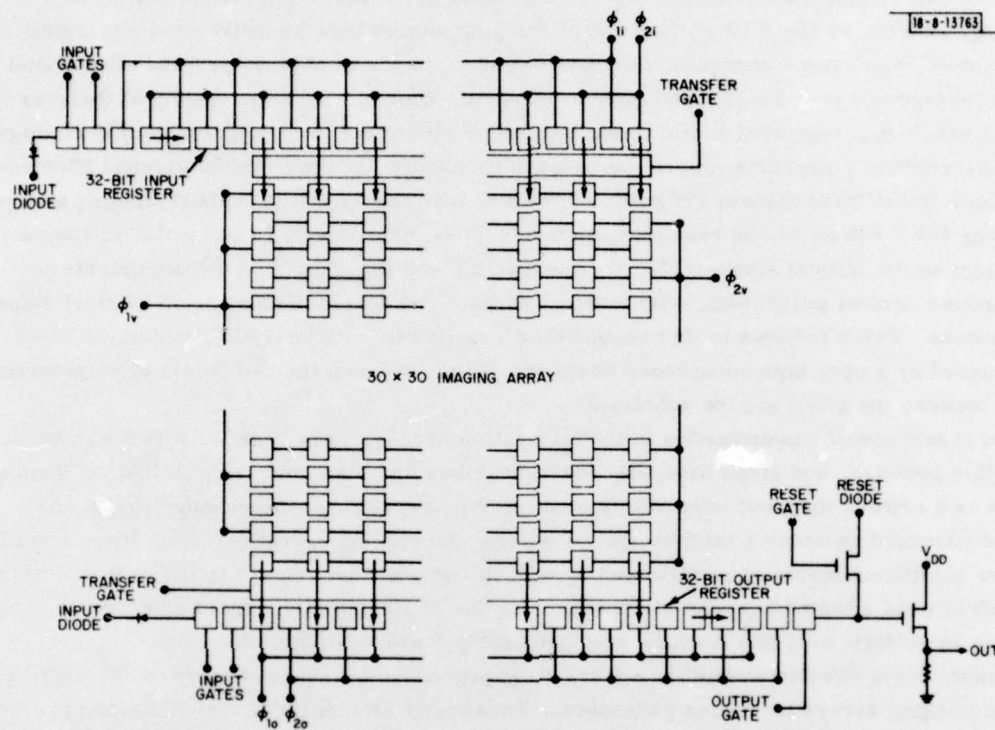 18-8-13763
ϕ1i ϕ2i
INPUT
GATES
TRANSFER
GATE
INPUT
DIODE
32-BIT INPUT
REGISTER
ϕ1v
ϕ2v
30 × 30 IMAGING ARRAY
RESET
DIODE
RESET
GATE
VDD
TRANSFER
GATE
32-BIT OUTPUT
REGISTER
INPUT
DIODE
INPUT
GATES
OUT
OUTPUT
GATE
ϕ1o ϕ2o